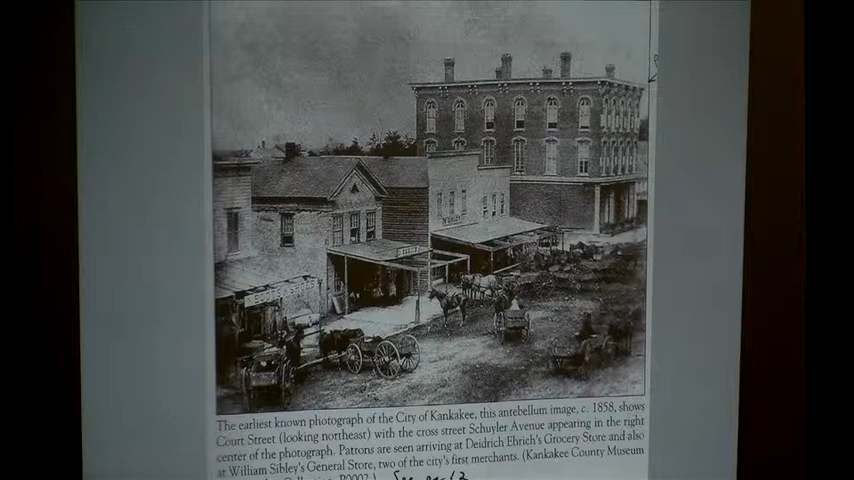 The earliest known photograph of the City of Kankakee, this antebellum image, c. 1858, shows
Court Street (looking northeast) with the cross street Schuyler Avenue appearing in the right
center of the photograph. Patrons are seen arriving at Deidrich Ehrich's Grocery Store and also
at William Sibley's General Store, two of the city's first merchants. (Kankakee County Museum